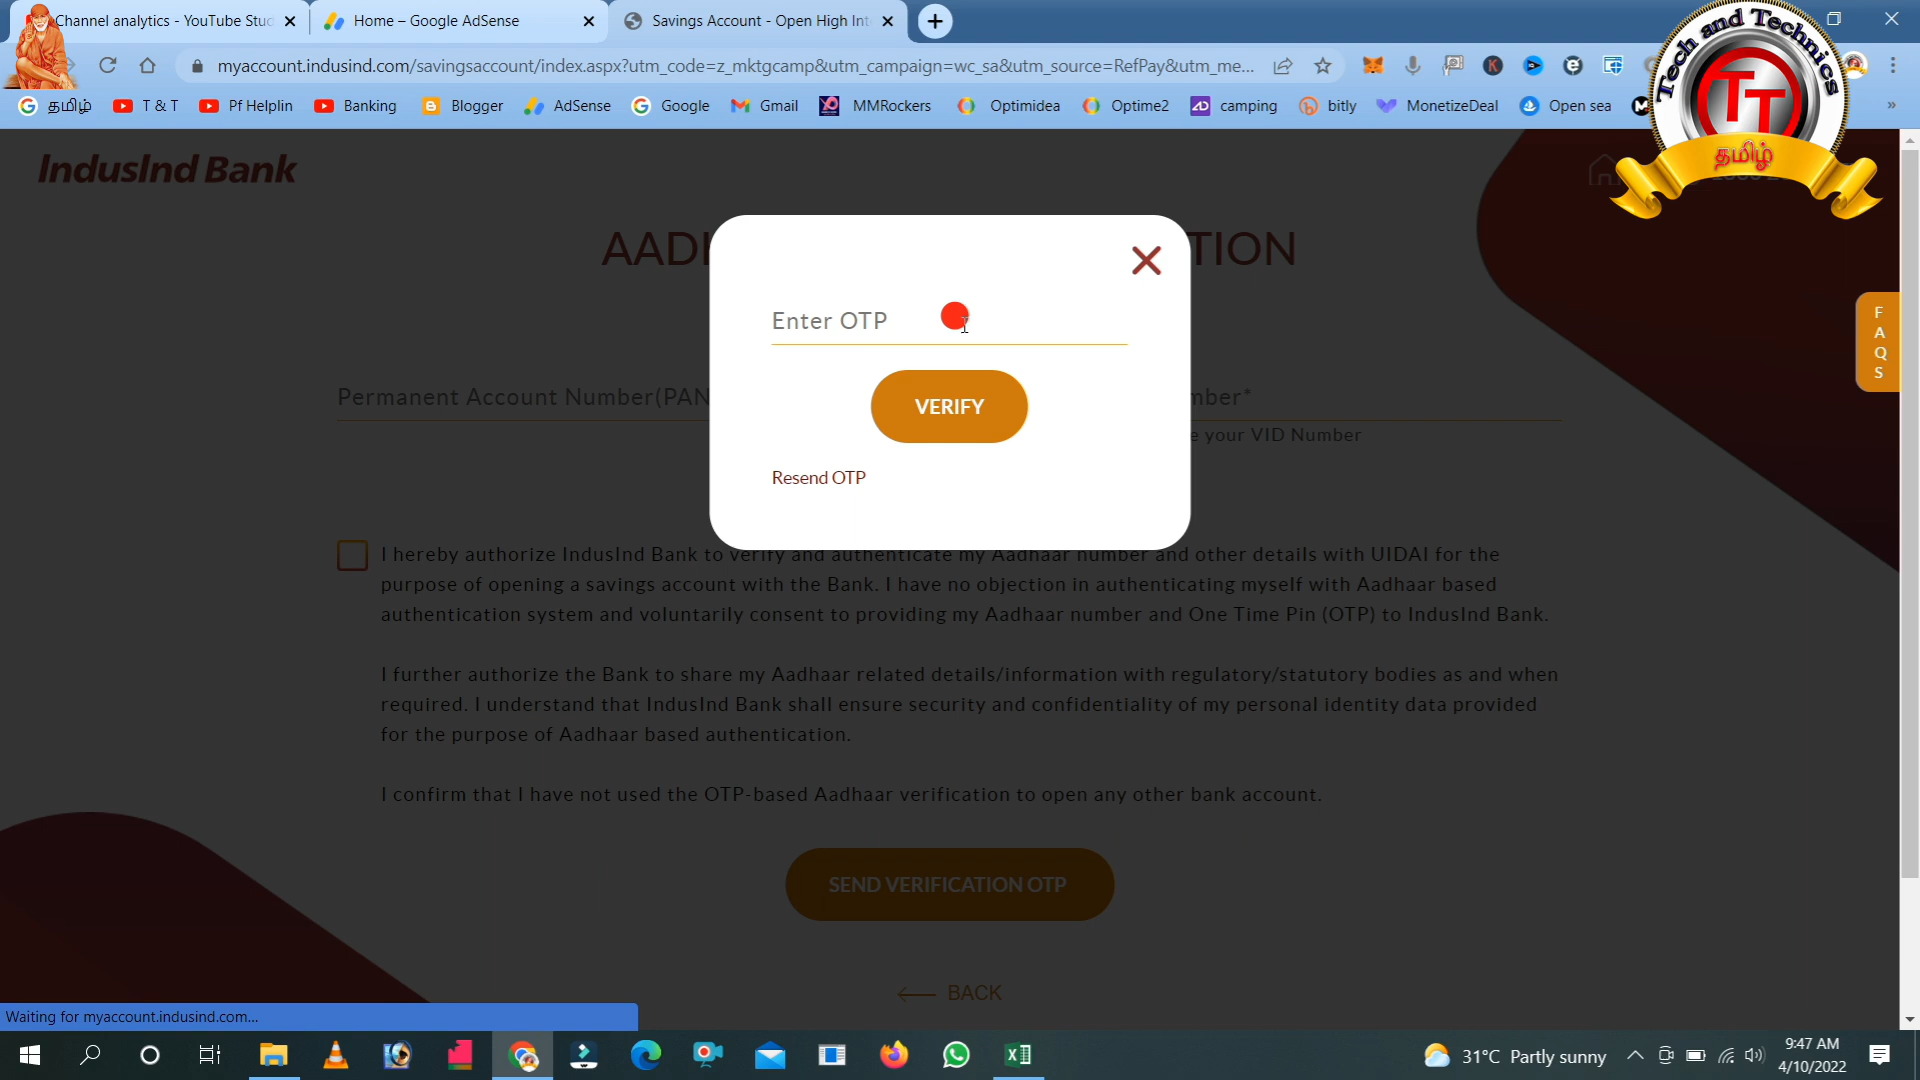 Channel analytics - YouTube Stud
Home – Google AdSense
Savings Account - Open High Int
myaccount.indusind.com/savingsaccount/index.aspx?utm_code=z_mktgcamp&utm_campaign=wc_sa&utm_source=RefPay&utm_me...
தமிழ் T & T Pf Helplin Banking Blogger AdSense Google Gmail MMRockers Optimidea Optime2 camping bitly MonetizeDeal Open sea
Tech and Technics
TT
தமிழ்
IndusInd Bank
Enter OTP
VERIFY
Resend OTP
Permanent Account Number(PAN
e your VID Number
FAQS
I hereby authorize IndusInd Bank to verify and authenticate my Aadhaar number and other details with UIDAI for the
purpose of opening a savings account with the Bank. I have no objection in authenticating myself with Aadhaar based
authentication system and voluntarily consent to providing my Aadhaar number and One Time Pin (OTP) to IndusInd Bank.
I further authorize the Bank to share my Aadhaar related details/information with regulatory/statutory bodies as and when
required. I understand that IndusInd Bank shall ensure security and confidentiality of my personal identity data provided
for the purpose of Aadhaar based authentication.
I confirm that I have not used the OTP-based Aadhaar verification to open any other bank account.
SEND VERIFICATION OTP
BACK
Waiting for myaccount.indusind.com...
31°C Partly sunny
9:47 AM
4/10/2022